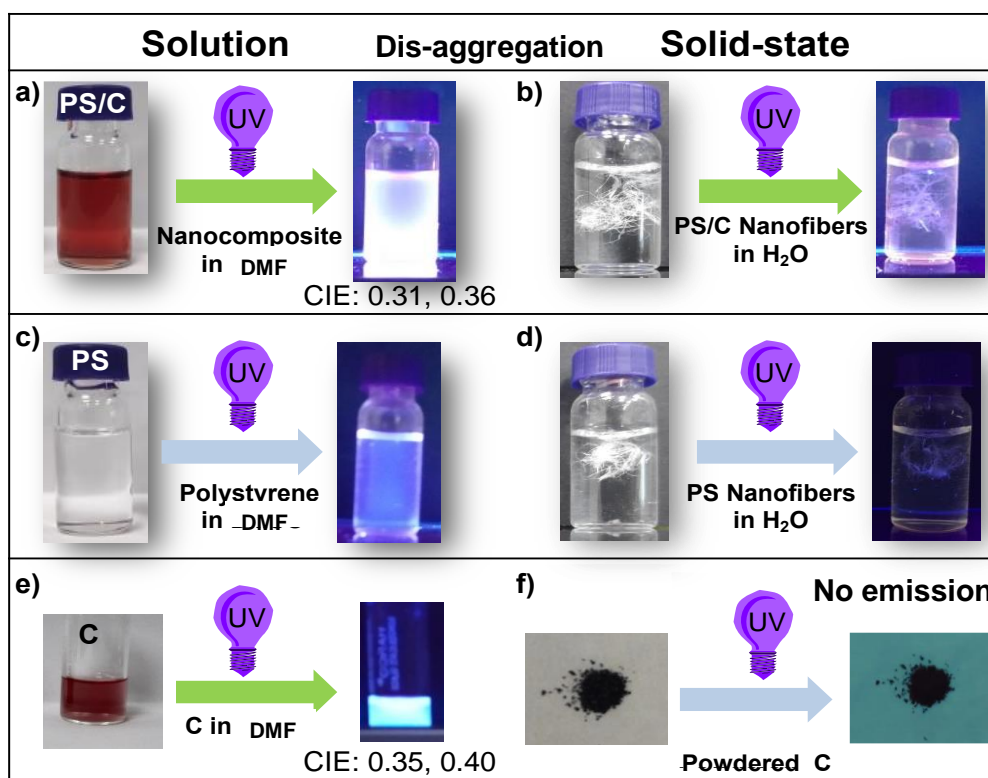 Solution Dis-aggregation Solid-state
a) PS/C UV
Nanocomposite
in DMF
CIE: 0.31, 0.36
b) UV
PS/C Nanofibers
in H₂O
c) PS UV
Polystyrene
in DMF
d) UV
PS Nanofibers
in H₂O
e) C UV
C in DMF
CIE: 0.35, 0.40
f) UV No emission
Powdered C